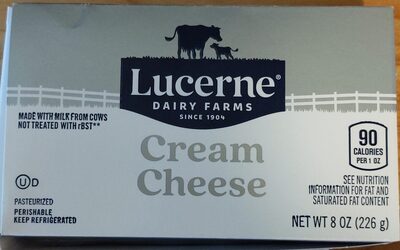 Lucerne®
DAIRY FARMS
SINCE 1904
MADE WITH MILK FROM COWS
NOT TREATED WITH rBST**
Cream
Cheese
90
CALORIES
PER 1 OZ
SEE NUTRITION
INFORMATION FOR FAT AND
SATURATED FAT CONTENT
U D
PASTEURIZED
PERISHABLE
KEEP REFRIGERATED
NET WT 8 OZ (226 g)